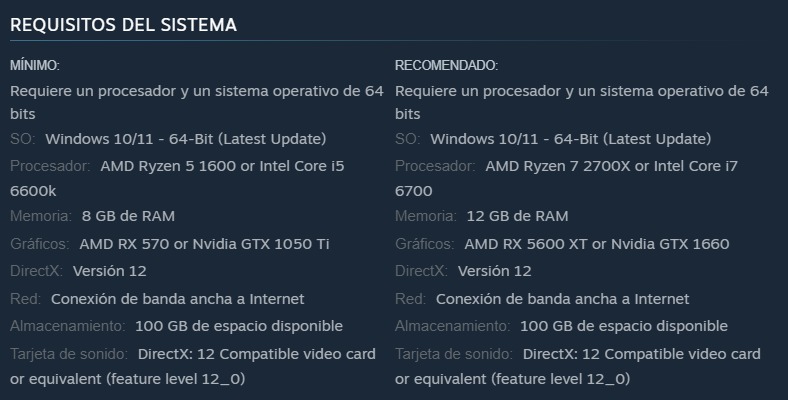 REQUISITOS DEL SISTEMA
MÍNIMO:
Requiere un procesador y un sistema operativo de 64
bits
SO: Windows 10/11 - 64-Bit (Latest Update)
Procesador: AMD Ryzen 5 1600 or Intel Core i5
6600k
Memoria: 8 GB de RAM
Gráficos: AMD RX 570 or Nvidia GTX 1050 Ti
DirectX: Versión 12
Red: Conexión de banda ancha a Internet
Almacenamiento: 100 GB de espacio disponible
Tarjeta de sonido: DirectX: 12 Compatible video card
or equivalent (feature level 12_0)
RECOMENDADO:
Requiere un procesador y un sistema operativo de 64
bits
SO: Windows 10/11 - 64-Bit (Latest Update)
Procesador: AMD Ryzen 7 2700X or Intel Core i7
6700
Memoria: 12 GB de RAM
Gráficos: AMD RX 5600 XT or Nvidia GTX 1660
DirectX: Versión 12
Red: Conexión de banda ancha a Internet
Almacenamiento: 100 GB de espacio disponible
Tarjeta de sonido: DirectX: 12 Compatible video card
or equivalent (feature level 12_0)